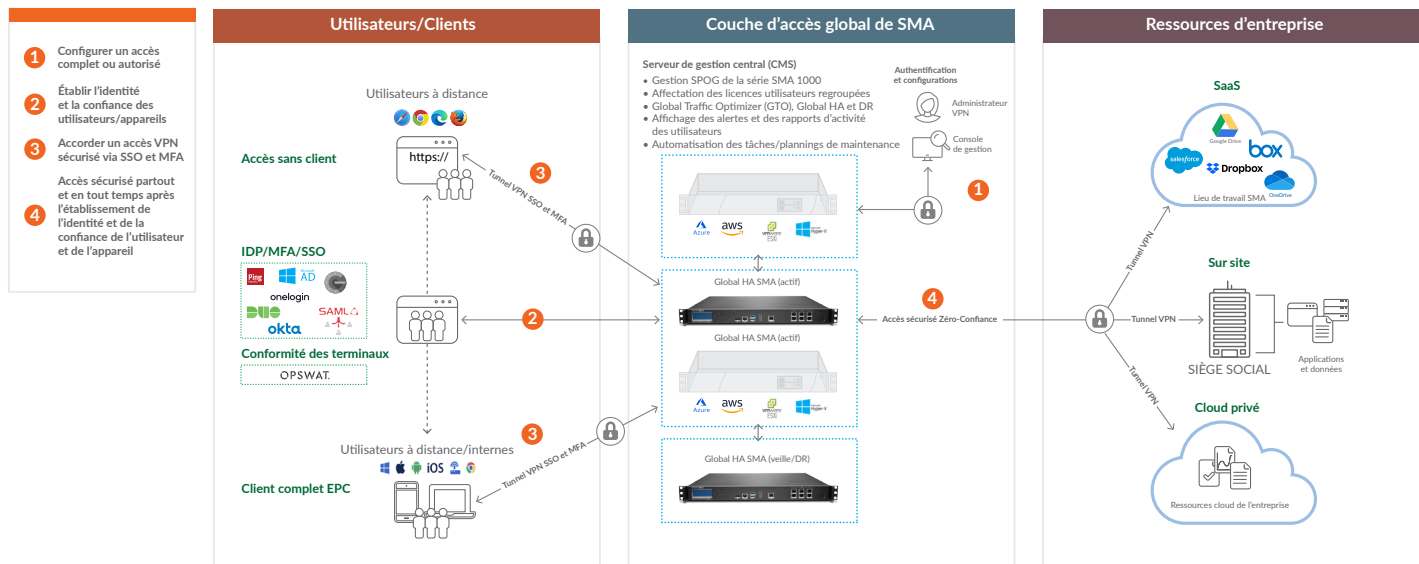 1
Configurer un accès
complet ou autorisé
2
Établir l'identité
et la confiance des
utilisateurs/appareils
3
Accorder un accès VPN
sécurisé via SSO et MFA
4
Accès sécurisé partout
et en tout temps après
l'établissement de
l'identité et de la
confiance de l'utilisateur
et de l'appareil
Utilisateurs/Clients
Utilisateurs à distance
Accès sans client
https://
3
Tunnel VPN SSO et MFA
IDP/MFA/SSO
Ping
Microsoft
AD
onelogin
DUO
SAML
okta
2
Conformité des terminaux
OPSWAT.
3
Utilisateurs à distance/internes
iOS
Tunnel VPN SSO et MFA
Client complet EPC
Couche d'accès global de SMA
Serveur de gestion central (CMS)
• Gestion SPOG de la série SMA 1000
• Affectation des licences utilisateurs regroupées
• Global Traffic Optimizer (GTO), Global HA et DR
• Affichage des alertes et des rapports d'activité
des utilisateurs
• Automatisation des tâches/plannings de maintenance
Authentification
et configurations
Administrateur
VPN
Console
de gestion
1
Azure
aws
vmware
ESXi
Hyper-V
Global HA SMA (actif)
Global HA SMA (actif)
Azure
aws
vmware
ESXi
Hyper-V
Global HA SMA (veille/DR)
4
Accès sécurisé Zéro-Confiance
Ressources d'entreprise
SaaS
Google Drive
salesforce
box
Dropbox
OneDrive
Lieu de travail SMA
Tunnel VPN
Sur site
Tunnel VPN
SIÈGE SOCIAL
Applications
et données
Tunnel VPN
Cloud privé
Ressources cloud de l'entreprise